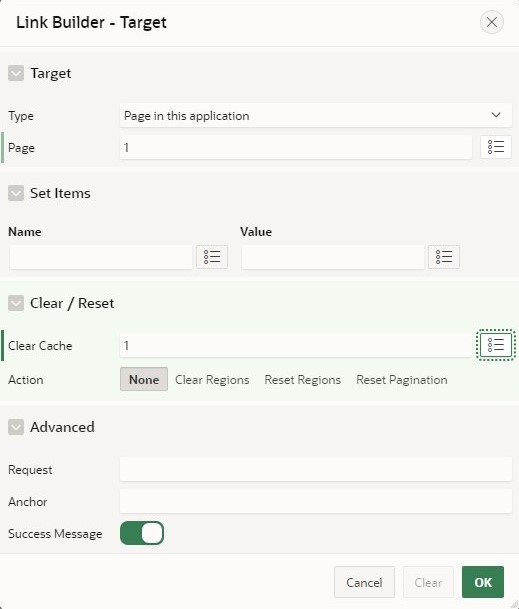 Link Builder - Target
Target
Type Page in this application
Page 1
Set Items
Name Value
Clear / Reset
Clear Cache 1
Action None Clear Regions Reset Regions Reset Pagination
Advanced
Request
Anchor
Success Message
Cancel Clear OK